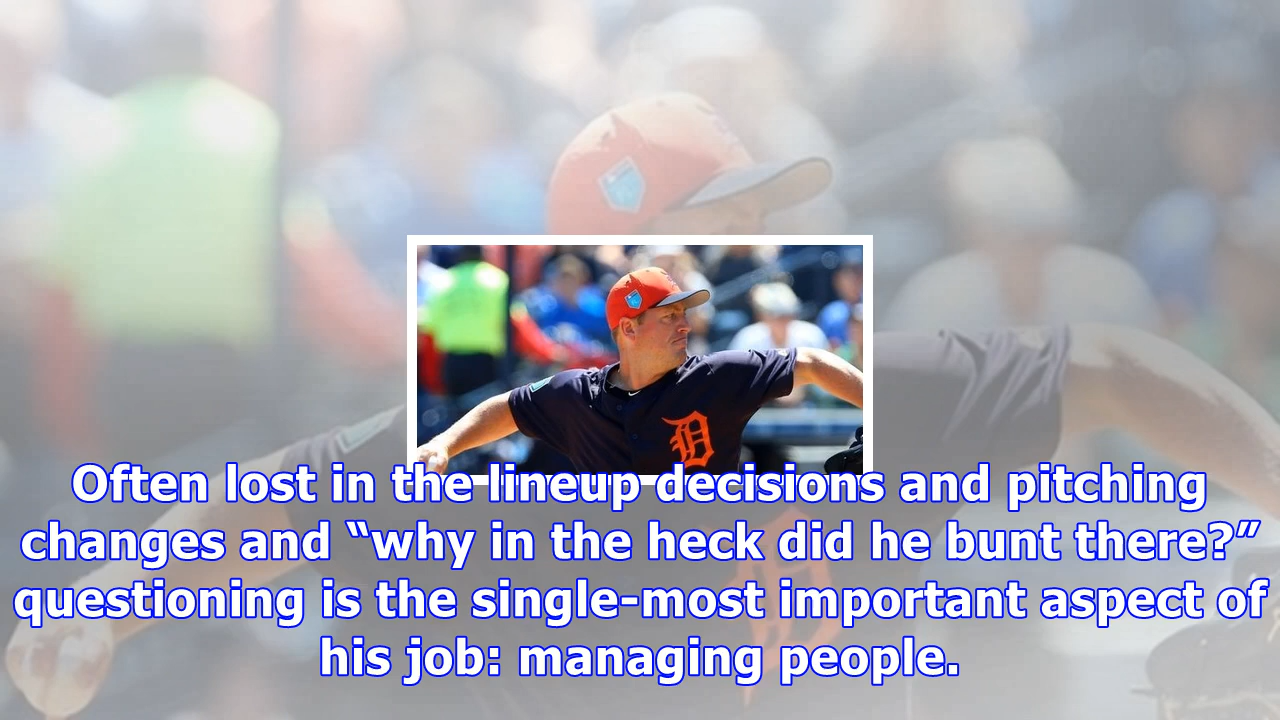 Often lost in the lineup decisions and pitching
changes and “why in the heck did he bunt there?”
questioning is the single-most important aspect of
his job: managing people.